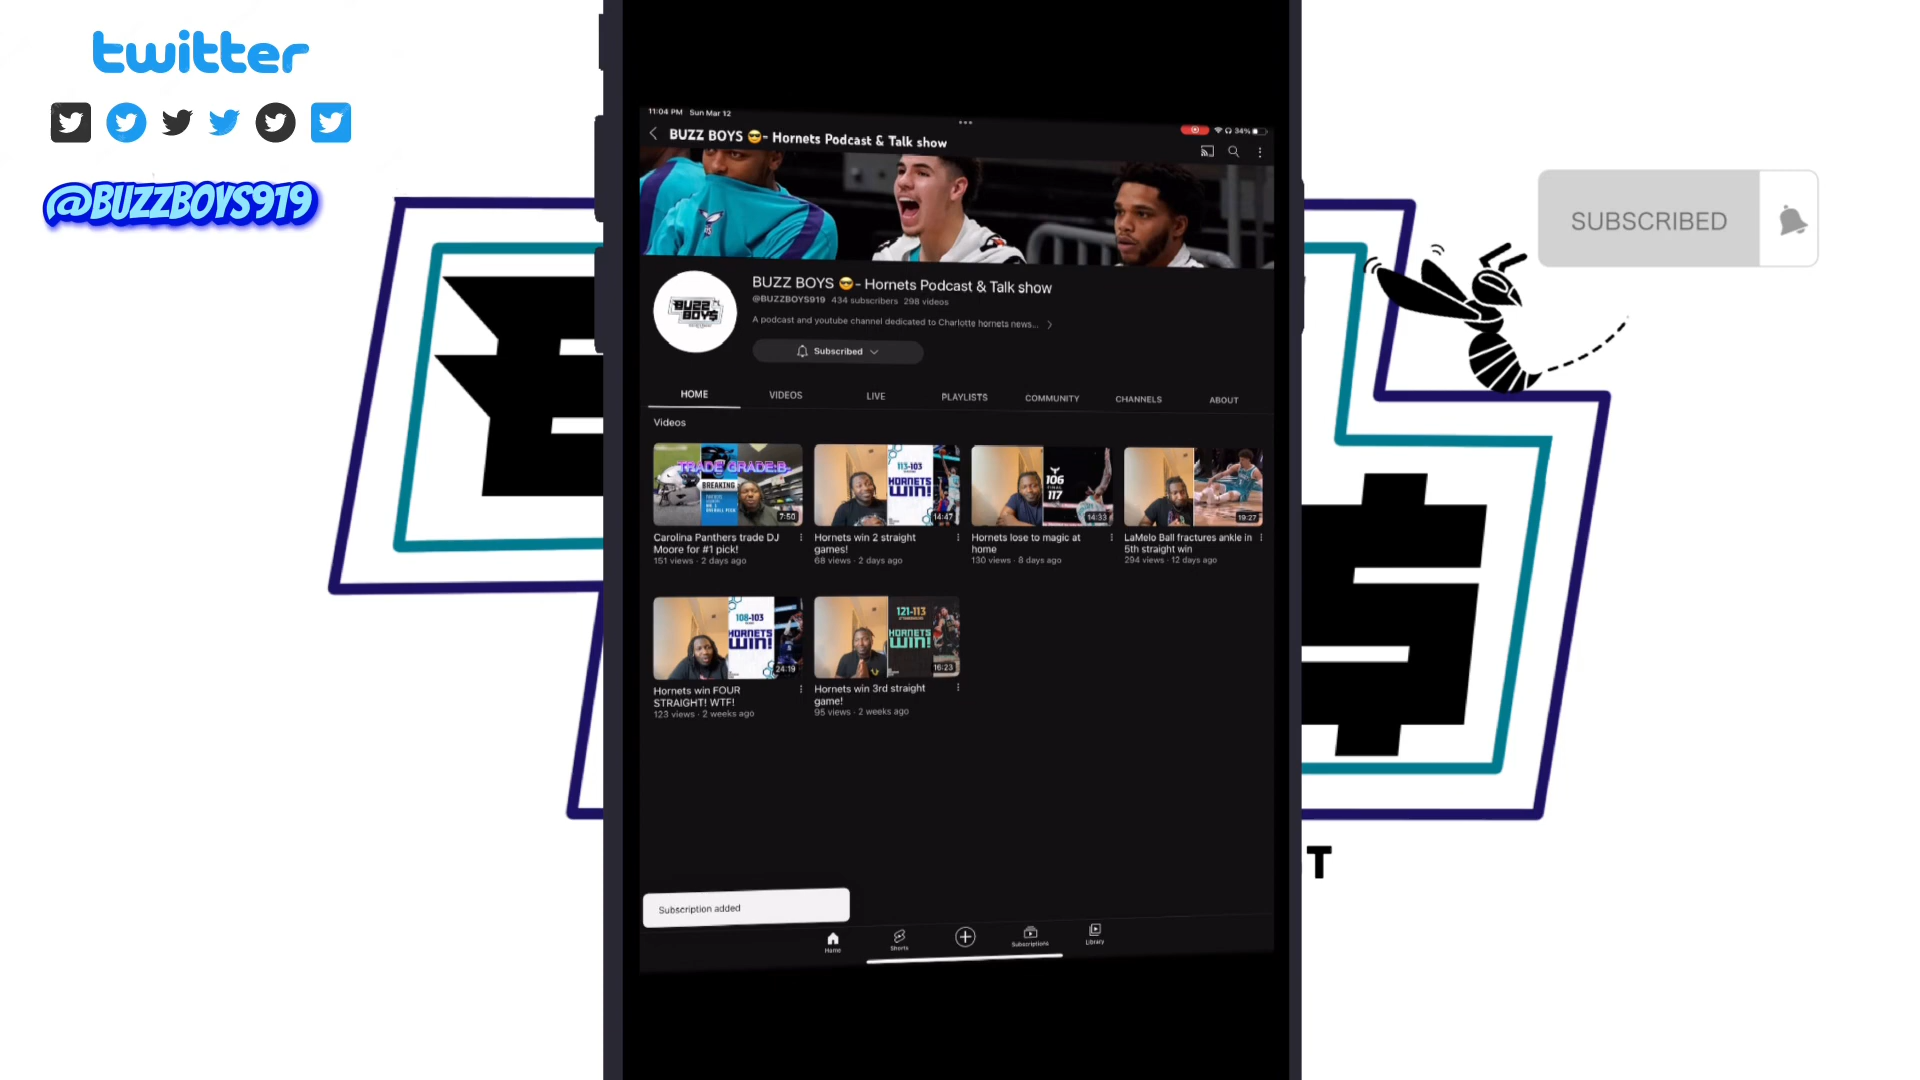 twitter
@BUZZBOYS919
SUBSCRIBED
11:04 PM Sun Mar 12
34%
BUZZ BOYS 😎- Hornets Podcast & Talk show
BUZZ BOY$
BUZZ BOYS 😎- Hornets Podcast & Talk show
@BUZZBOYS919 434 subscribers 298 videos
A podcast and youtube channel dedicated to Charlotte hornets news...
Subscribed
HOME VIDEOS LIVE PLAYLISTS COMMUNITY CHANNELS ABOUT
Videos
TRADE GRADE:B-
BREAKING
7:50
113-103
HORNETS
WIN!
14:47
106
FINAL
117
14:33
19:27
Carolina Panthers trade DJ
Moore for #1 pick!
151 views · 2 days ago
Hornets win 2 straight
games!
68 views · 2 days ago
Hornets lose to magic at
home
130 views · 8 days ago
LaMelo Ball fractures ankle in
5th straight win
294 views · 12 days ago
108-103
HORNETS
WIN!
24:19
121-113
HORNETS
WIN!
16:23
Hornets win FOUR
STRAIGHT! WTF!
123 views · 2 weeks ago
Hornets win 3rd straight
game!
95 views · 2 weeks ago
T
Subscription added
Home Shorts Subscriptions Library